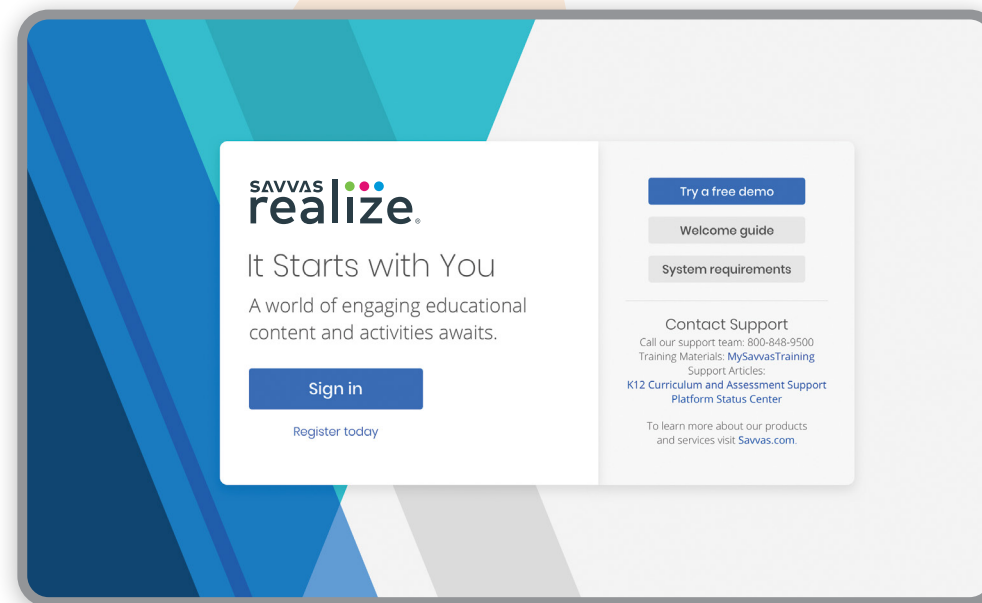 SAVVAS
realize®
It Starts with You
A world of engaging educational
content and activities awaits.
Sign in
Register today
Try a free demo
Welcome guide
System requirements
Contact Support
Call our support team: 800-848-9500
Training Materials: MySavvasTraining
Support Articles:
K12 Curriculum and Assessment Support
Platform Status Center
To learn more about our products
and services visit Savvas.com.